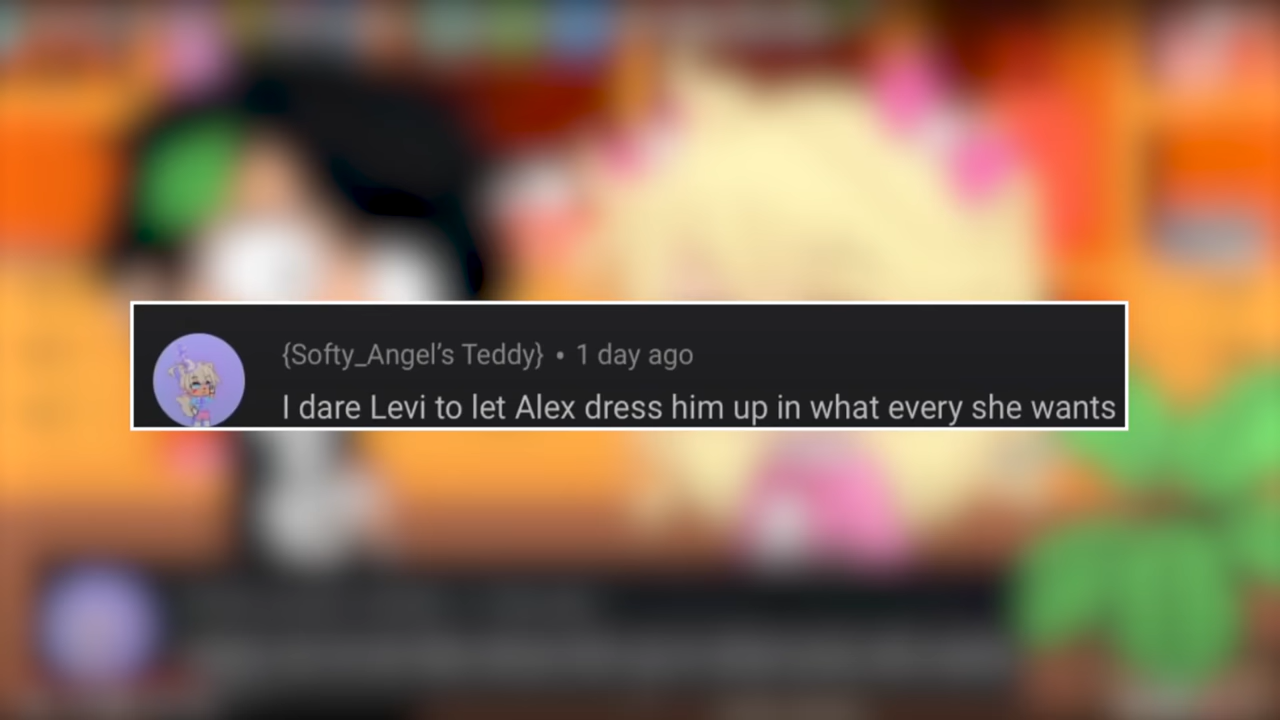 {Softy_Angel’s Teddy} • 1 day ago
I dare Levi to let Alex dress him up in what every she wants